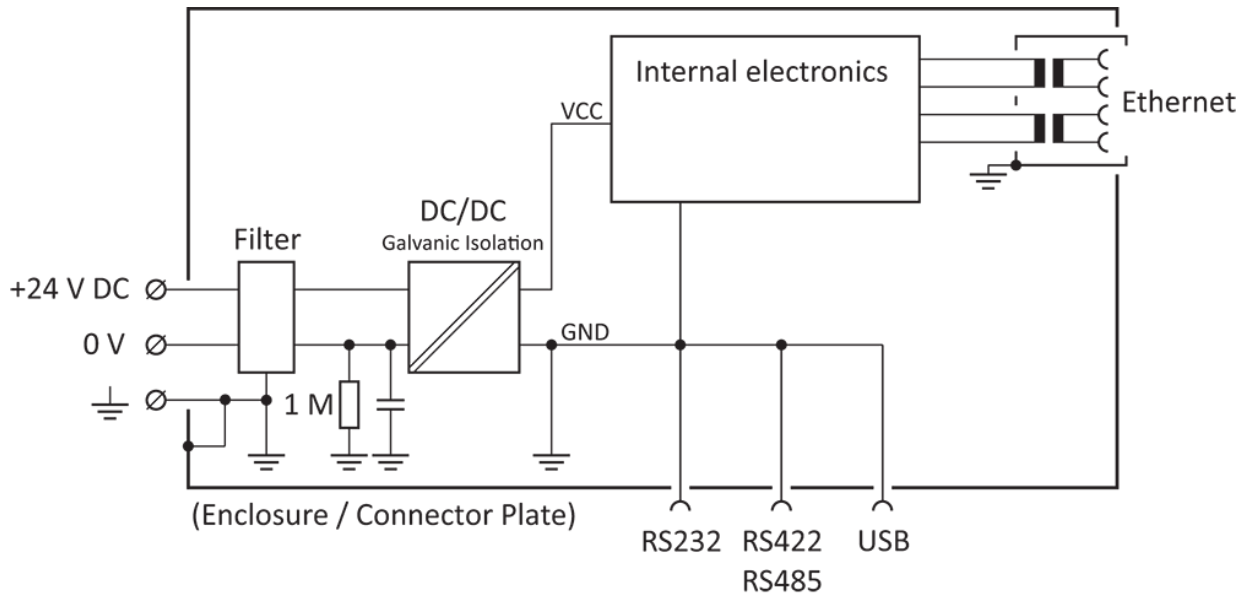 Internal electronics
Ethernet
VCC
DC/DC
Galvanic Isolation
Filter
+24 V DC
0 V
GND
1 M
(Enclosure / Connector Plate)
RS232
RS422
RS485
USB